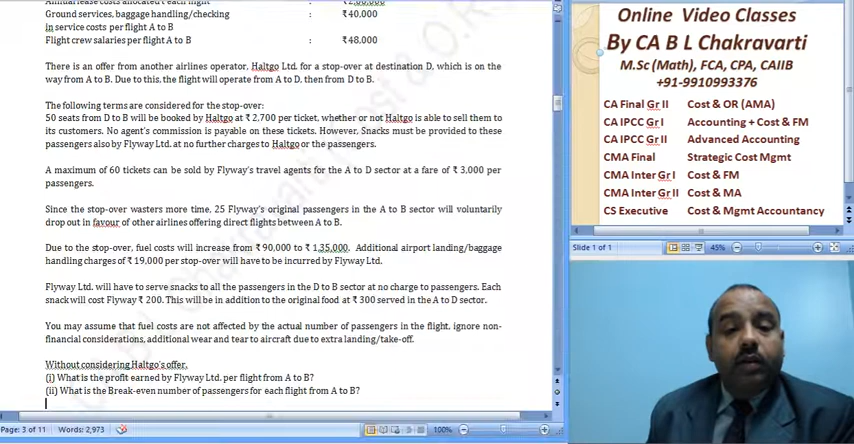 Annual lease costs allocated each flight : ₹2,00,000
Ground services, baggage handling/checking : ₹40,000
in service costs per flight A to B
Flight crew salaries per flight A to B : ₹48,000
There is an offer from another airlines operator, Haltgo Ltd. for a stop-over at destination D, which is on the
way from A to B. Due to this, the flight will operate from A to D, then from D to B.
The following terms are considered for the stop-over:
50 seats from D to B will be booked by Haltgo at ₹ 2,700 per ticket, whether or not Haltgo is able to sell them to
its customers. No agent's commission is payable on these tickets. However, Snacks must be provided to these
passengers also by Flyway Ltd. at no further charges to Haltgo or the passengers.
A maximum of 60 tickets can be sold by Flyway's travel agents for the A to D sector at a fare of ₹ 3,000 per
passengers.
Since the stop-over wasters more time, 25 Flyway's original passengers in the A to B sector will voluntarily
drop out in favour of other airlines offering direct flights between A to B.
Due to the stop-over, fuel costs will increase from ₹ 90,000 to ₹ 1,35,000. Additional airport landing/baggage
handling charges of ₹ 19,000 per stop-over will have to be incurred by Flyway Ltd.
Flyway Ltd. will have to serve snacks to all the passengers in the D to B sector at no charge to passengers. Each
snack will cost Flyway ₹ 200. This will be in addition to the original food at ₹ 300 served in the A to D sector.
You may assume that fuel costs are not affected by the actual number of passengers in the flight, ignore non-
financial considerations, additional wear and tear to aircraft due to extra landing/take-off.
Without considering Haltgo's offer,
(i) What is the profit earned by Flyway Ltd. per flight from A to B?
(ii) What is the Break-even number of passengers for each flight from A to B?
Page: 3 of 11 Words: 2,973 100%
Online Video Classes
By CA B L Chakravarti
M.Sc (Math), FCA, CPA, CAIIB
+91-9910993376
CA Final Gr II Cost & OR (AMA)
CA IPCC Gr I Accounting + Cost & FM
CA IPCC Gr II Advanced Accounting
CMA Final Strategic Cost Mgmt
CMA Inter Gr I Cost & FM
CMA Inter Gr II Cost & MA
CS Executive Cost & Mgmt Accountancy
Slide 1 of 1 45%